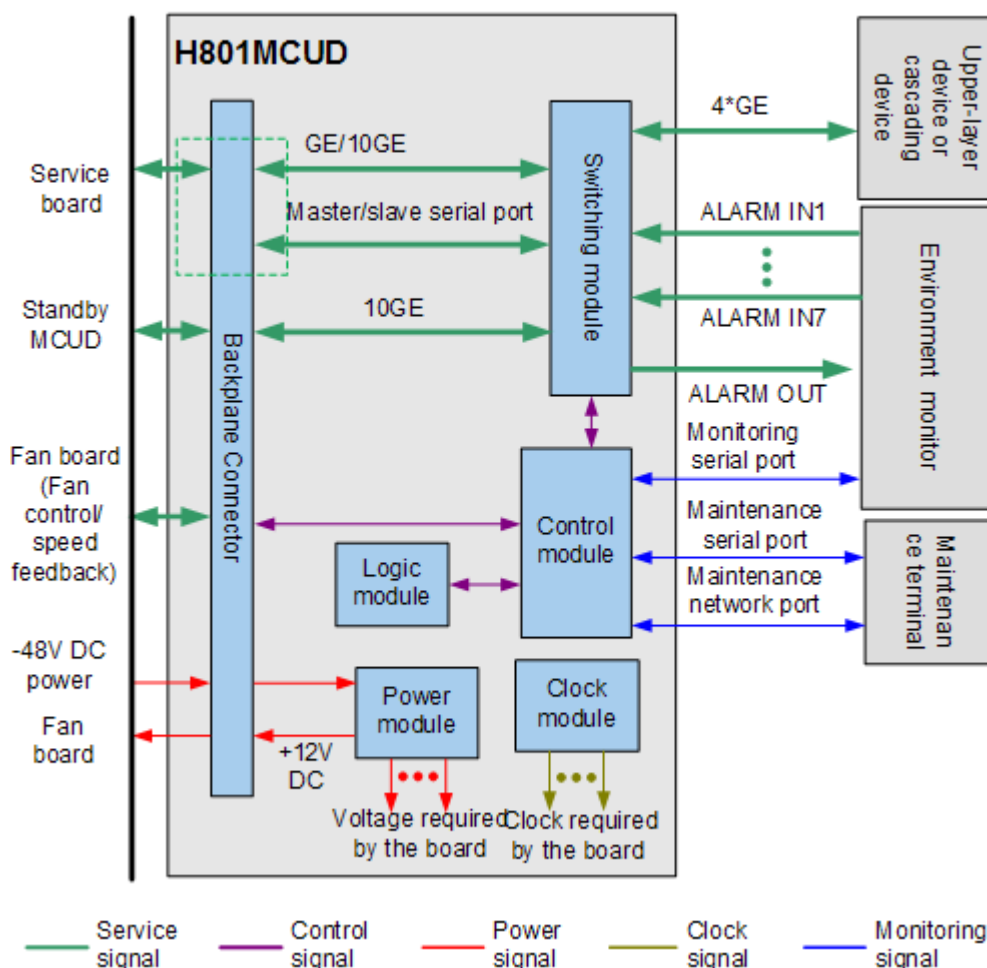 H801MCUD
Upper-layer
device or
cascading
device
4*GE
GE/10GE
Service
board
Switching module
Master/slave serial port
ALARM IN1
Environment monitor
Standby
MCUD
10GE
ALARM IN7
Backplane Connector
ALARM OUT
Monitoring
serial port
Fan board
(Fan
control/
speed
feedback)
Control
module
Maintenance
serial port
Maintenan
ce terminal
Logic
module
Maintenance
network port
-48V DC
power
Power
module
Clock
module
Fan
board
+12V
DC
Voltage required
by the board
Clock required
by the board
Service
signal
Control
signal
Power
signal
Clock
signal
Monitoring
signal